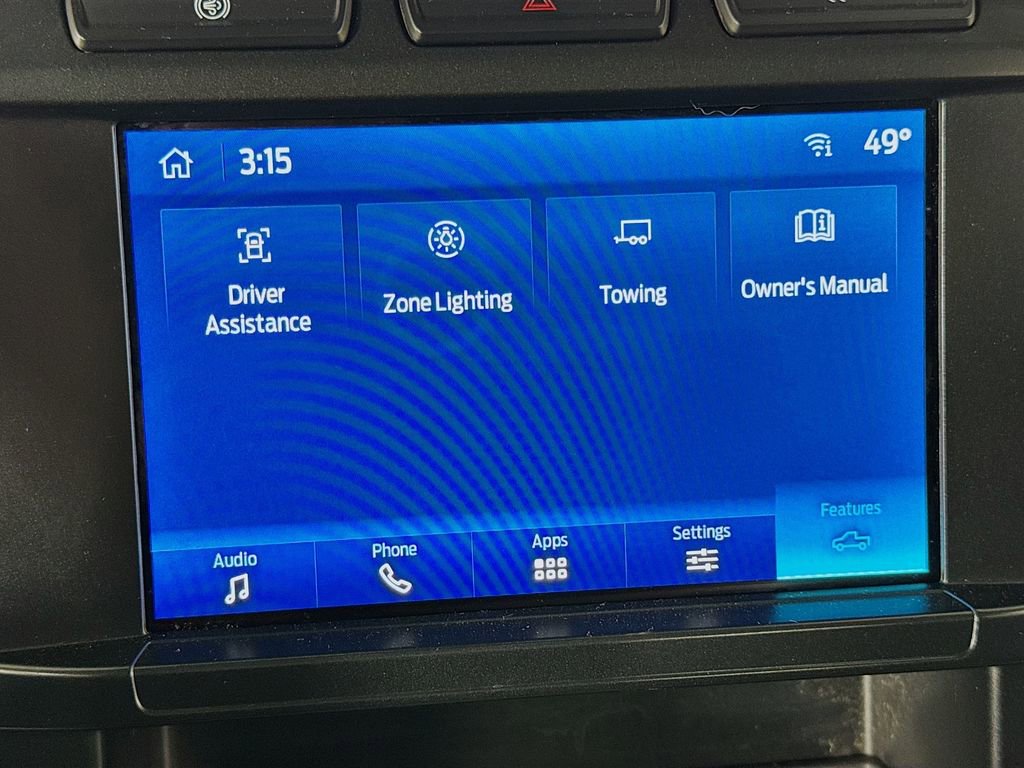 3:15
49°
Driver
Assistance
Zone Lighting
Towing
Owner's Manual
Audio
Phone
Apps
Settings
Features